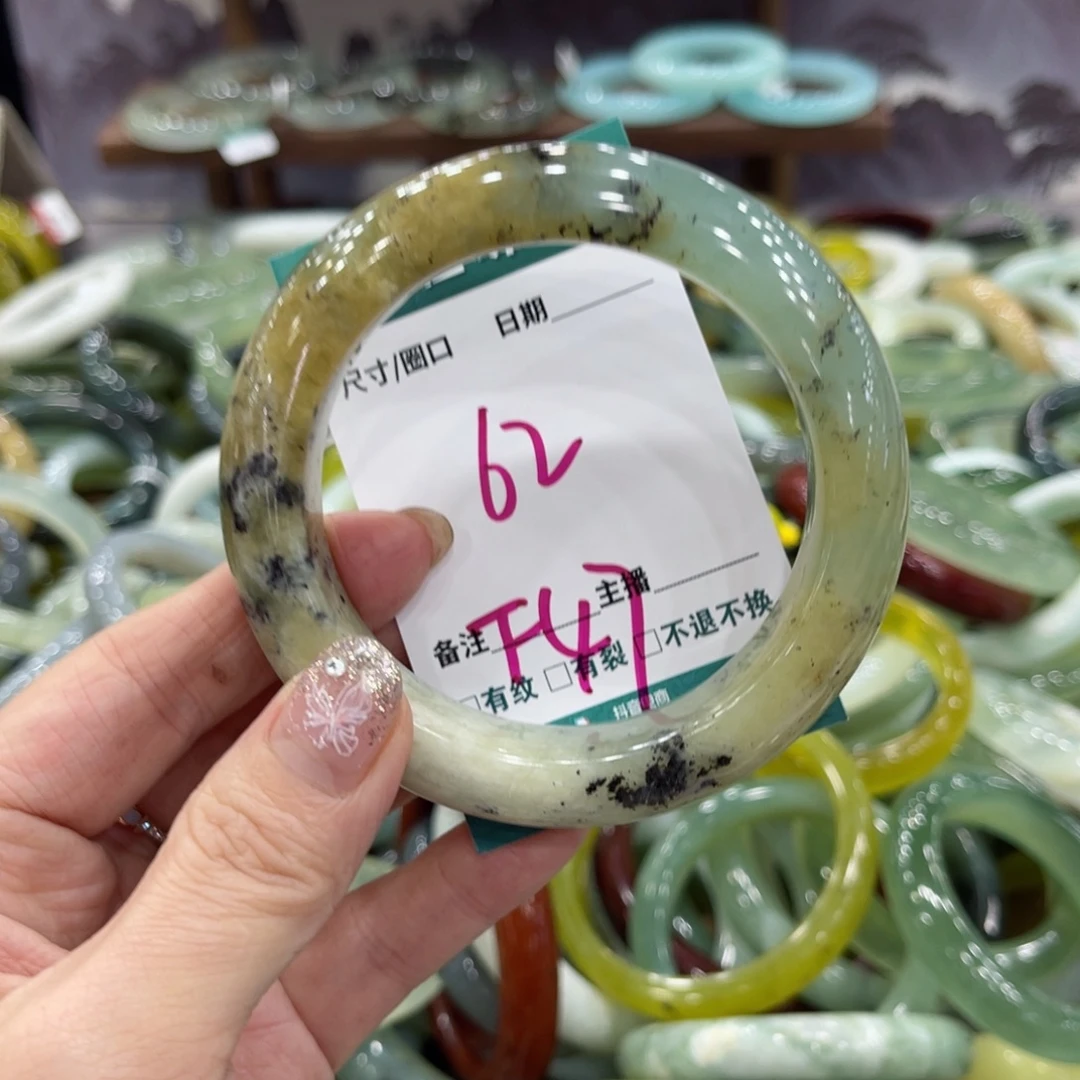 日期
尺寸/圈口
62
主播
备注 T47
□有纹 □有裂 □不退不换